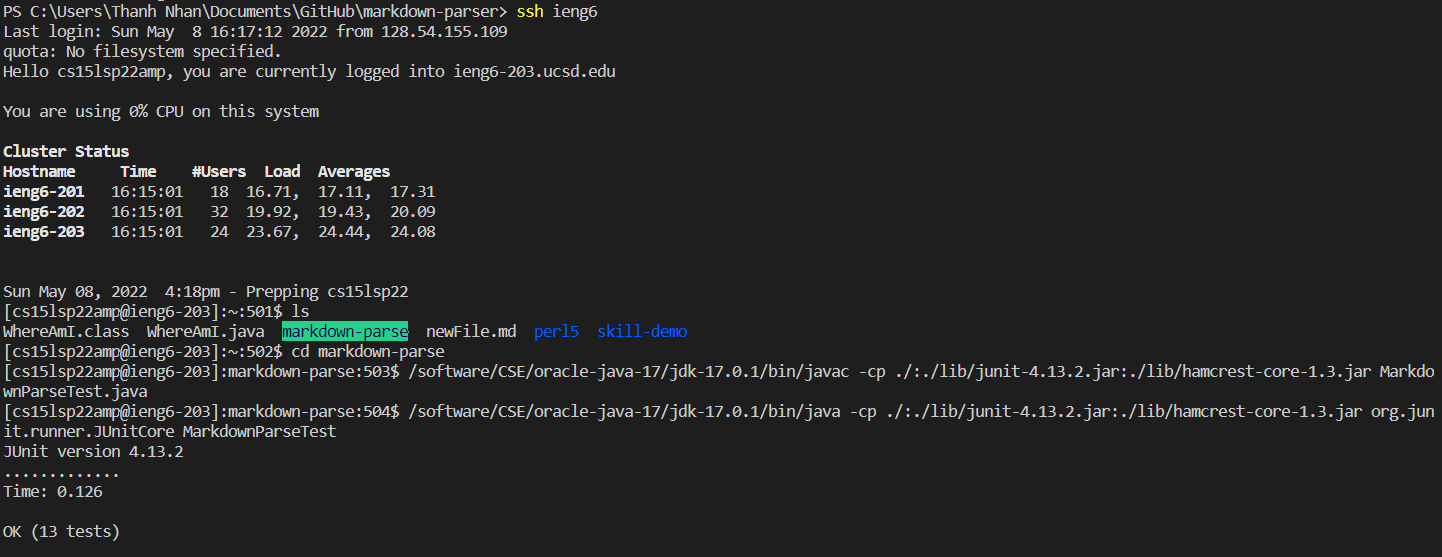 PS C:\Users\Thanh Nhan\Documents\GitHub\markdown-parser> ssh ieng6
Last login: Sun May  8 16:17:12 2022 from 128.54.155.109
quota: No filesystem specified.
Hello cs15lsp22amp, you are currently logged into ieng6-203.ucsd.edu
You are using 0% CPU on this system
Cluster Status
Hostname     Time    #Users  Load  Averages
ieng6-201   16:15:01   18  16.71,  17.11,  17.31
ieng6-202   16:15:01   32  19.92,  19.43,  20.09
ieng6-203   16:15:01   24  23.67,  24.44,  24.08
Sun May 08, 2022  4:18pm - Prepping cs15lsp22
[cs15lsp22amp@ieng6-203]:~:501$ ls
WhereAmI.class  WhereAmI.java  markdown-parse  newFile.md  perl5  skill-demo
[cs15lsp22amp@ieng6-203]:~:502$ cd markdown-parse
[cs15lsp22amp@ieng6-203]:markdown-parse:503$ /software/CSE/oracle-java-17/jdk-17.0.1/bin/javac -cp ./:./lib/junit-4.13.2.jar:./lib/hamcrest-core-1.3.jar Markdo
wnParseTest.java
[cs15lsp22amp@ieng6-203]:markdown-parse:504$ /software/CSE/oracle-java-17/jdk-17.0.1/bin/java -cp ./:./lib/junit-4.13.2.jar:./lib/hamcrest-core-1.3.jar org.jun
it.runner.JUnitCore MarkdownParseTest
JUnit version 4.13.2
.............
Time: 0.126
OK (13 tests)